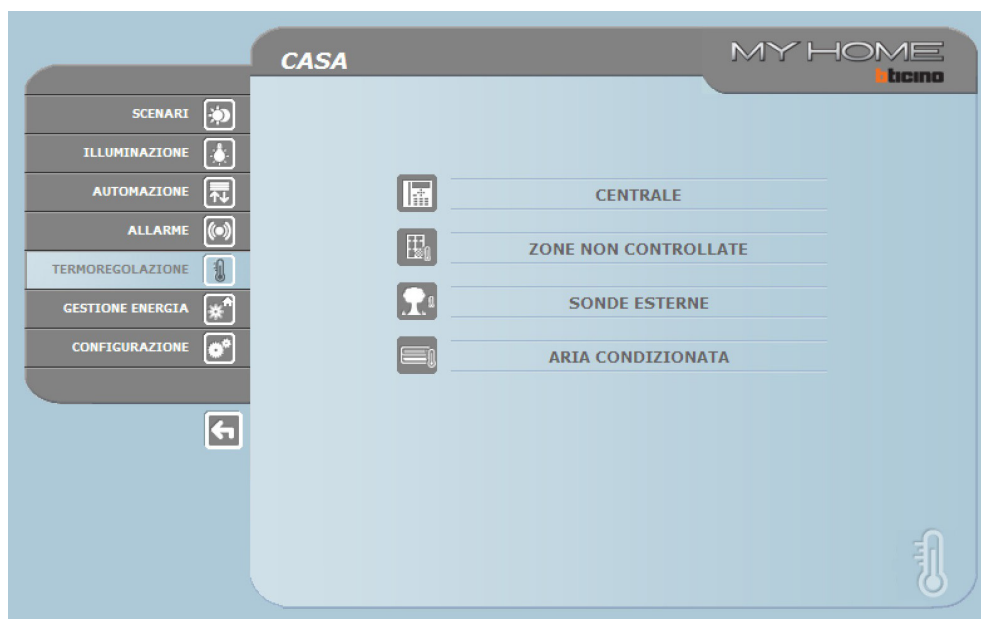 CASA
MY HOME
bticino
SCENARI
ILLUMINAZIONE
AUTOMAZIONE
ALLARME
TERMOREGOLAZIONE
GESTIONE ENERGIA
CONFIGURAZIONE
CENTRALE
ZONE NON CONTROLLATE
SONDE ESTERNE
ARIA CONDIZIONATA